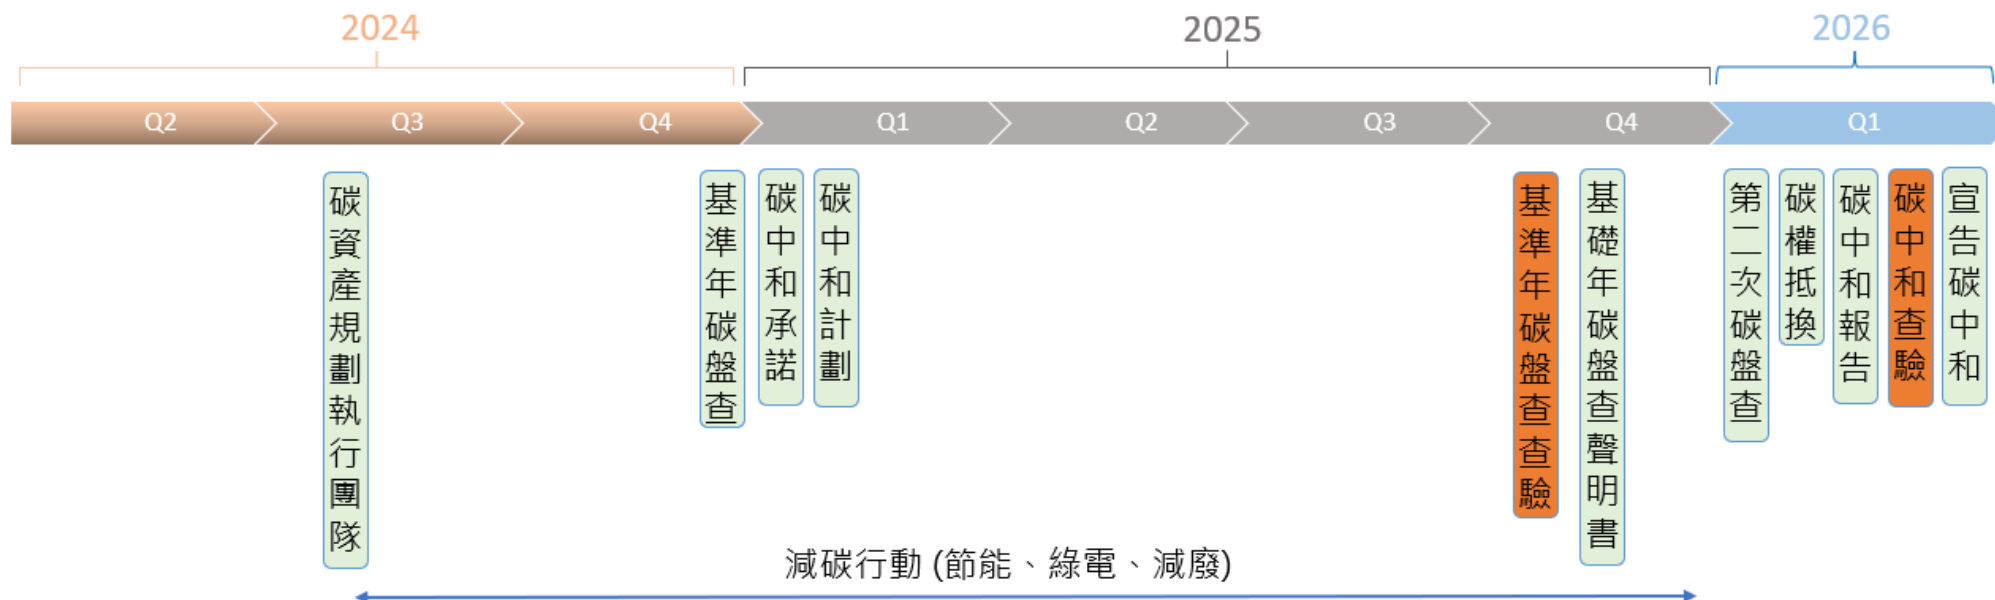 2024
2025
2026
Q2
Q3
Q4
Q1
Q2
Q3
Q4
Q1
碳資產規劃執行團隊
基準年碳盤查
碳中和承諾
碳中和計劃
基準年碳盤查查驗
基礎年碳盤查聲明書
第二次碳盤查
碳權抵換
碳中和報告
碳中和查驗
宣告碳中和
減碳行動 (節能、綠電、減廢)